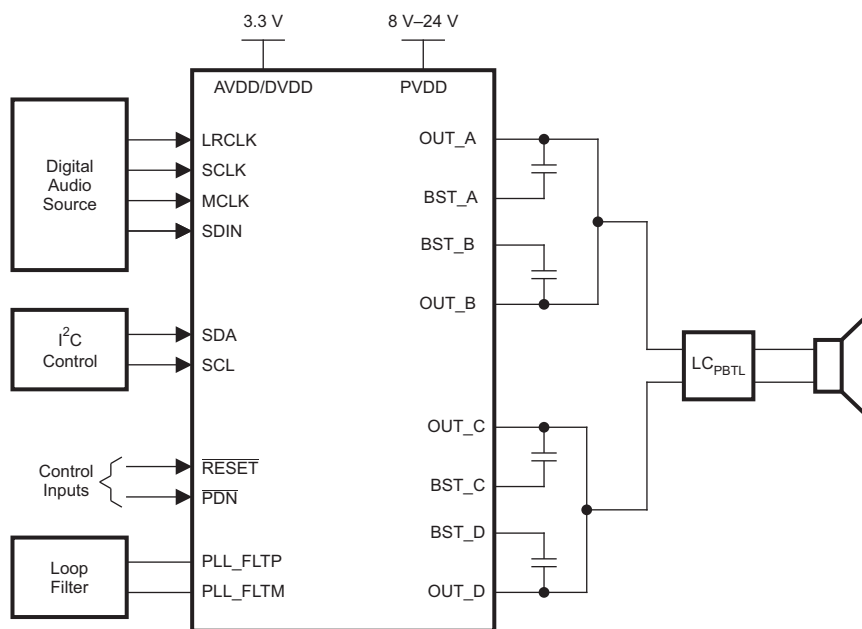 3.3 V
8 V–24 V
AVDD/DVDD
PVDD
Digital
Audio
Source
LRCLK
SCLK
MCLK
SDIN
OUT_A
BST_A
BST_B
OUT_B
I²C
Control
SDA
SCL
LC_PBTL
Control
Inputs
RESET
PDN
OUT_C
BST_C
BST_D
OUT_D
Loop
Filter
PLL_FLTP
PLL_FLTM